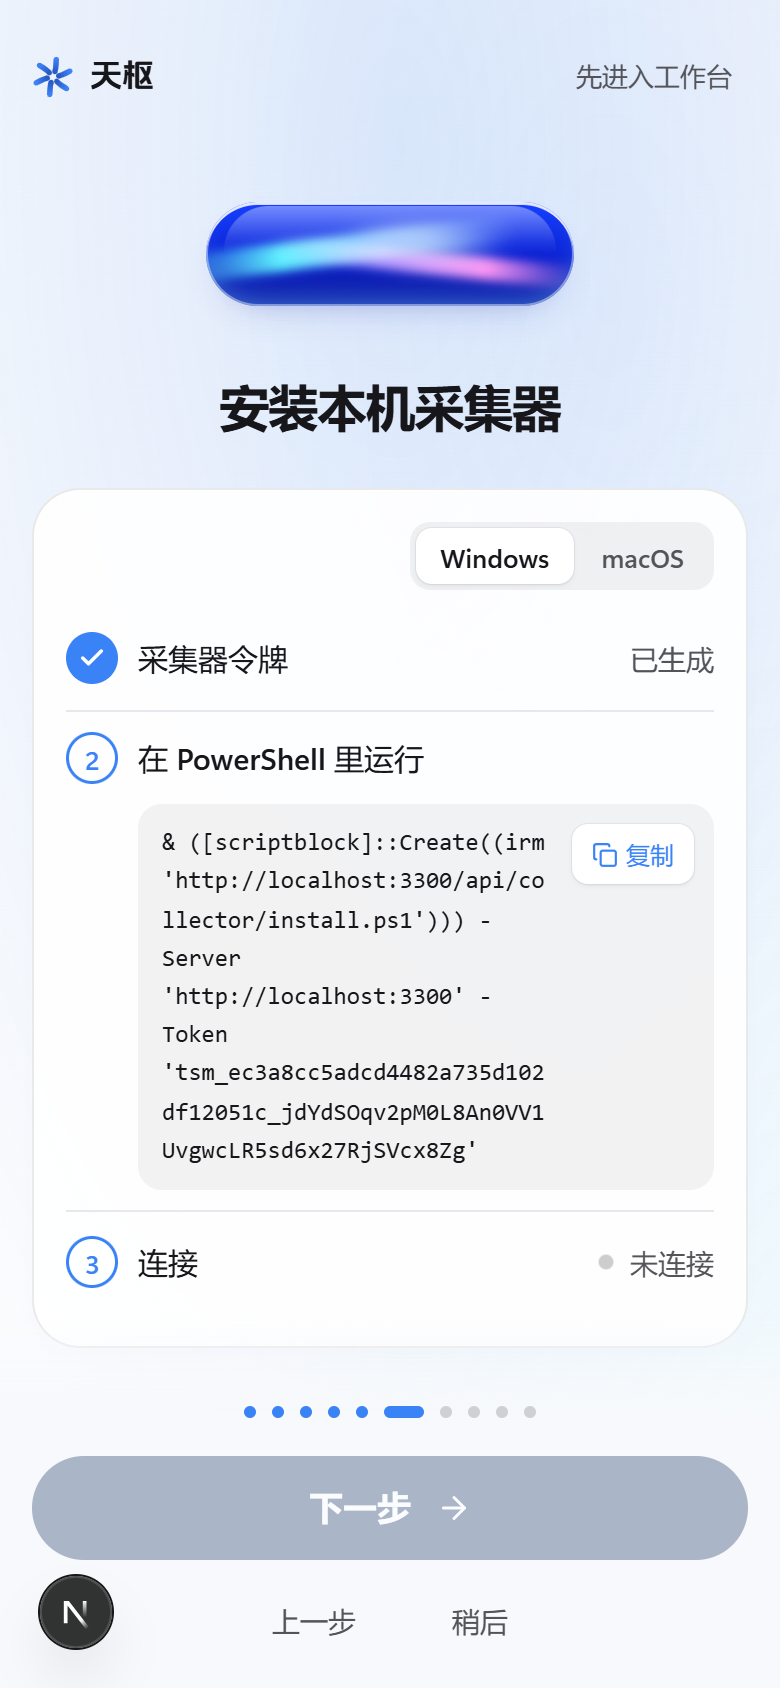 天枢
先进入工作台
安装本机采集器
Windows
macOS
采集器令牌
已生成
2
在 PowerShell 里运行
& ([scriptblock]::Create((irm
'http://localhost:3300/api/co
llector/install.ps1'))) -
Server
'http://localhost:3300' -
Token
'tsm_ec3a8cc5adcd4482a735d102
df12051c_jdYdSOqv2pM0L8An0VV1
UvgwcLR5sd6x27RjSVcx8Zg'
复制
3
连接
未连接
下一步
上一步
稍后
N